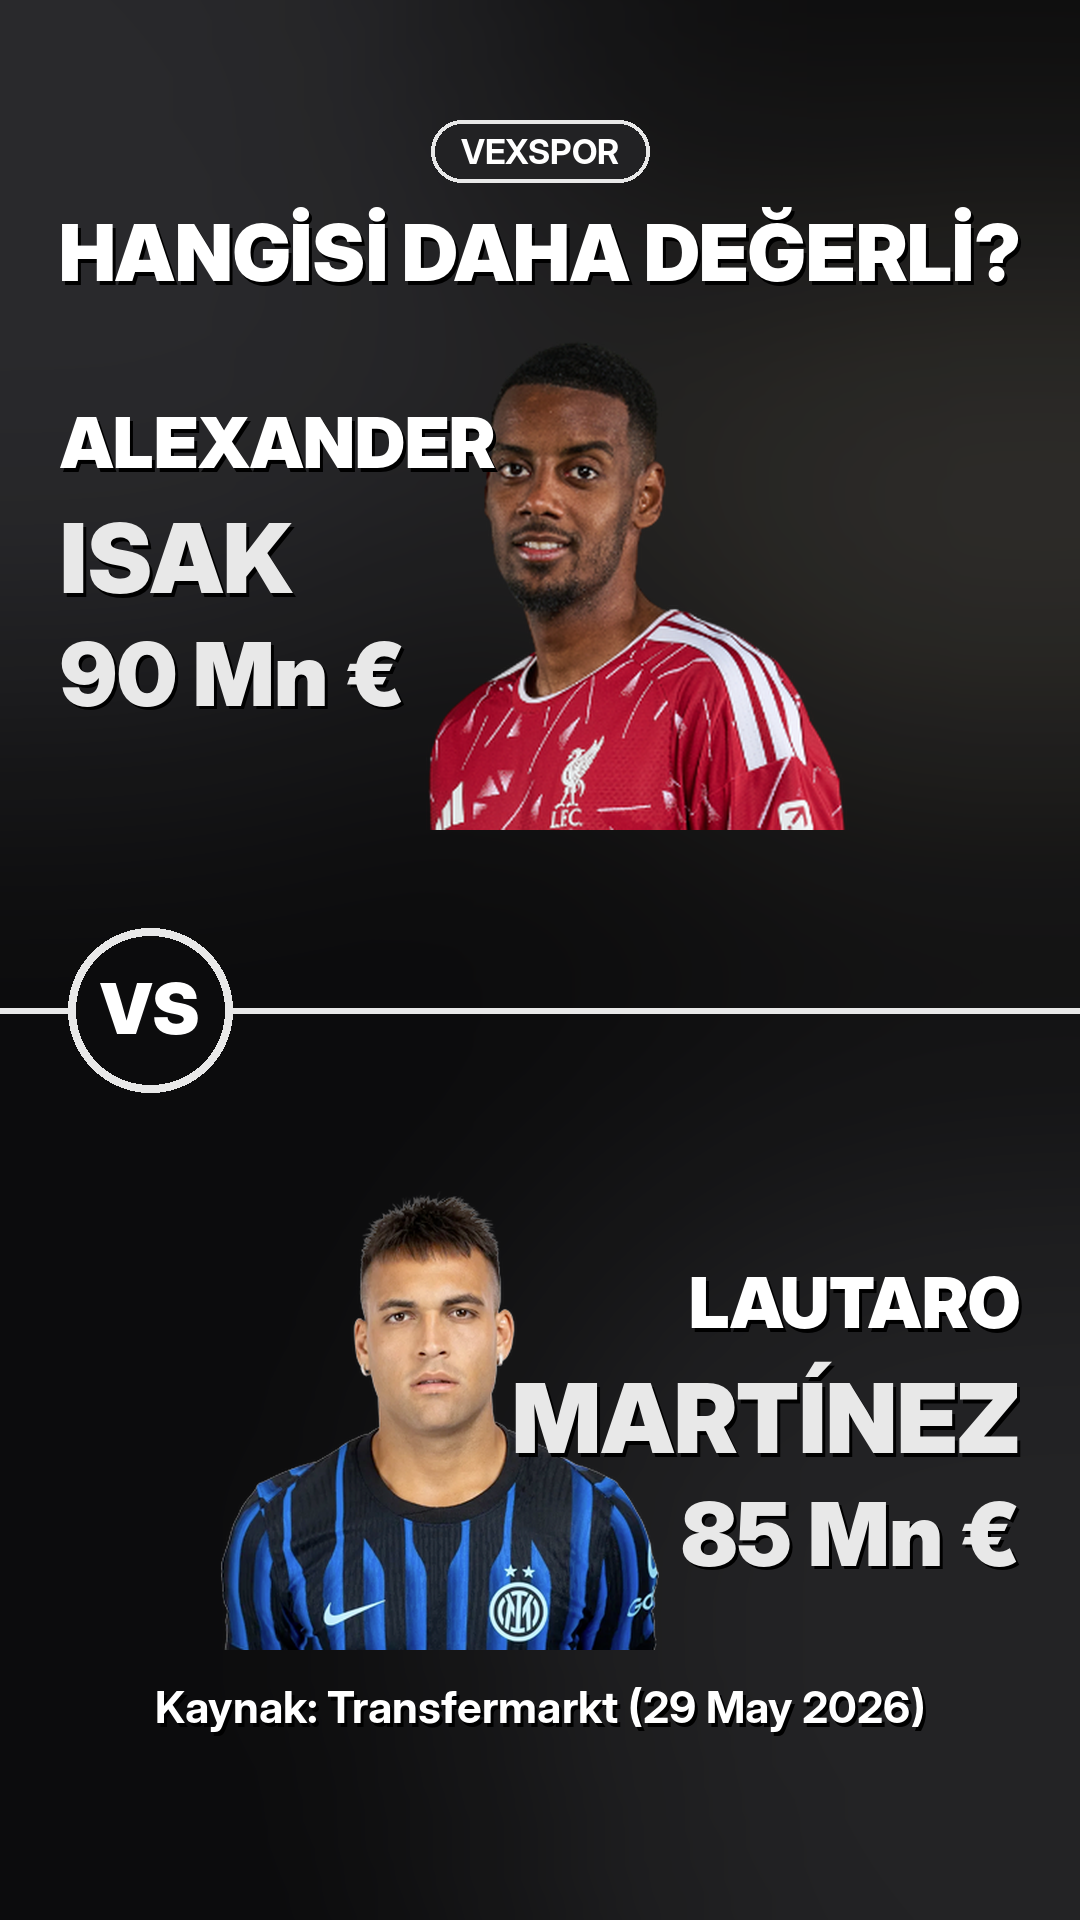 VEXSPOR
HANGİSİ DAHA DEĞERLİ?
ALEXANDER
ISAK
90 Mn €
L.F.C.
VS
LAUTARO
MARTÍNEZ
85 Mn €
Kaynak: Transfermarkt (29 May 2026)